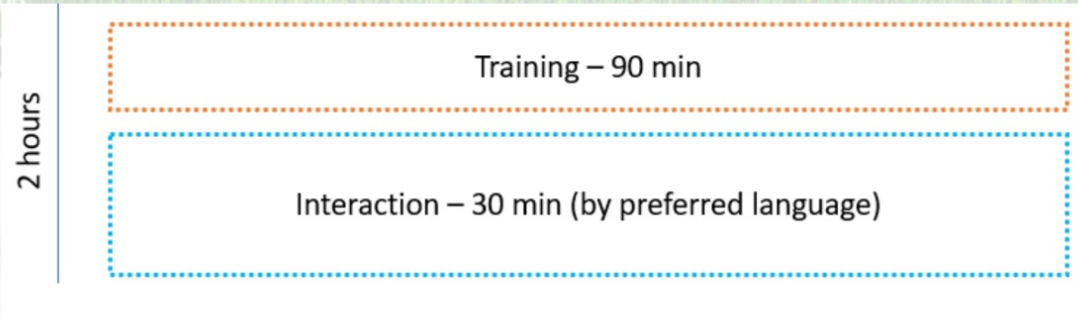 2 hours
Training – 90 min
Interaction – 30 min (by preferred language)